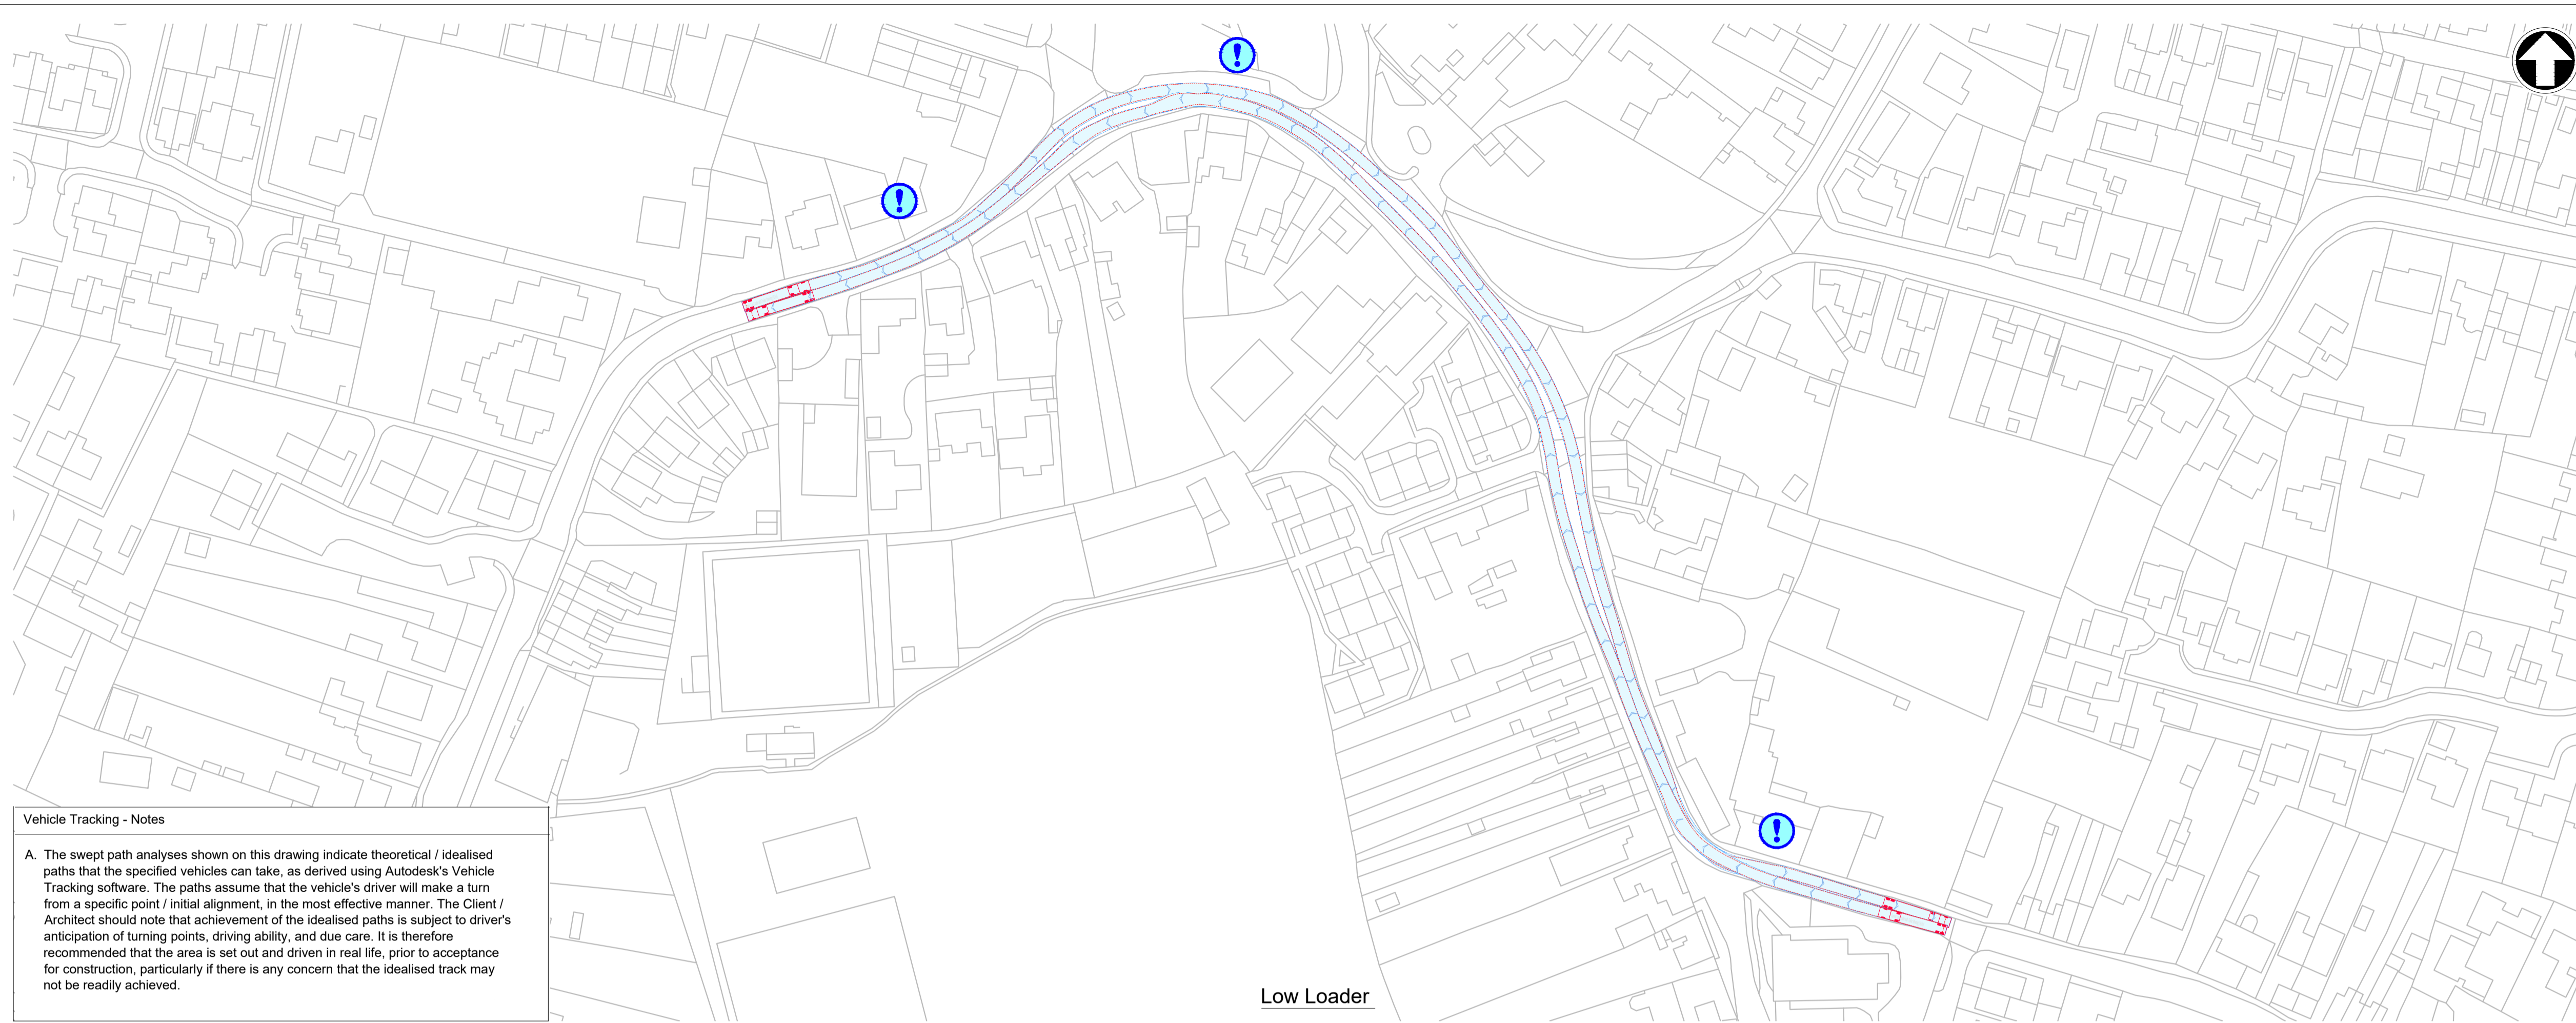 Vehicle Tracking - Notes
A. The swept path analyses shown on this drawing indicate theoretical / idealised
paths that the specified vehicles can take, as derived using Autodesk's Vehicle
Tracking software. The paths assume that the vehicle's driver will make a turn
from a specific point / initial alignment, in the most effective manner. The Client /
Architect should note that achievement of the idealised paths is subject to driver's
anticipation of turning points, driving ability, and due care. It is therefore
recommended that the area is set out and driven in real life, prior to acceptance
for construction, particularly if there is any concern that the idealised track may
not be readily achieved.
Low Loader